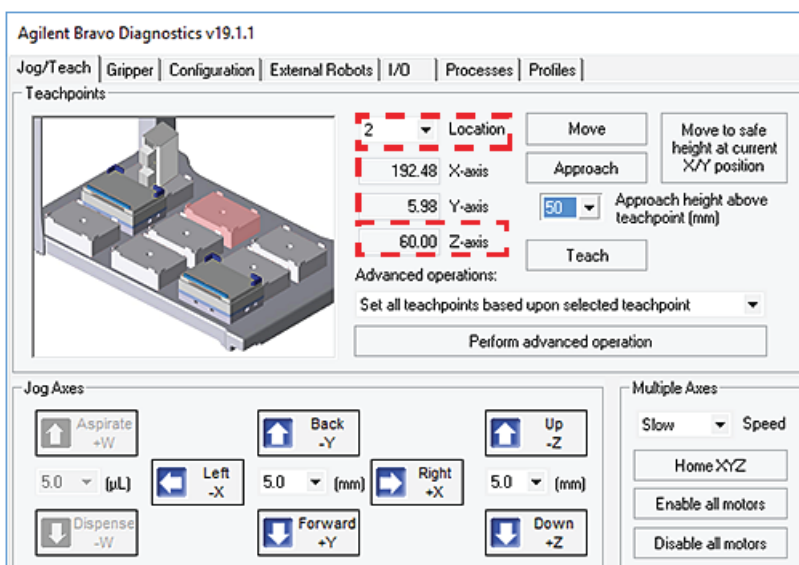 Agilent Bravo Diagnostics v19.1.1
Jog/Teach Gripper Configuration External Robots I/O Processes Profiles
Teachpoints
2 Location
192.48 X-axis
5.98 Y-axis
60.00 Z-axis
Move
Approach
Move to safe
height at current
X/Y position
50 Approach height above
teachpoint (mm)
Teach
Advanced operations:
Set all teachpoints based upon selected teachpoint
Perform advanced operation
Jog Axes
Aspirate
+W
5.0 (µL)
Dispense
-W
Left
-X
Back
-Y
5.0 (mm)
Forward
+Y
Right
+X
Up
-Z
5.0 (mm)
Down
+Z
Multiple Axes
Slow Speed
Home XYZ
Enable all motors
Disable all motors